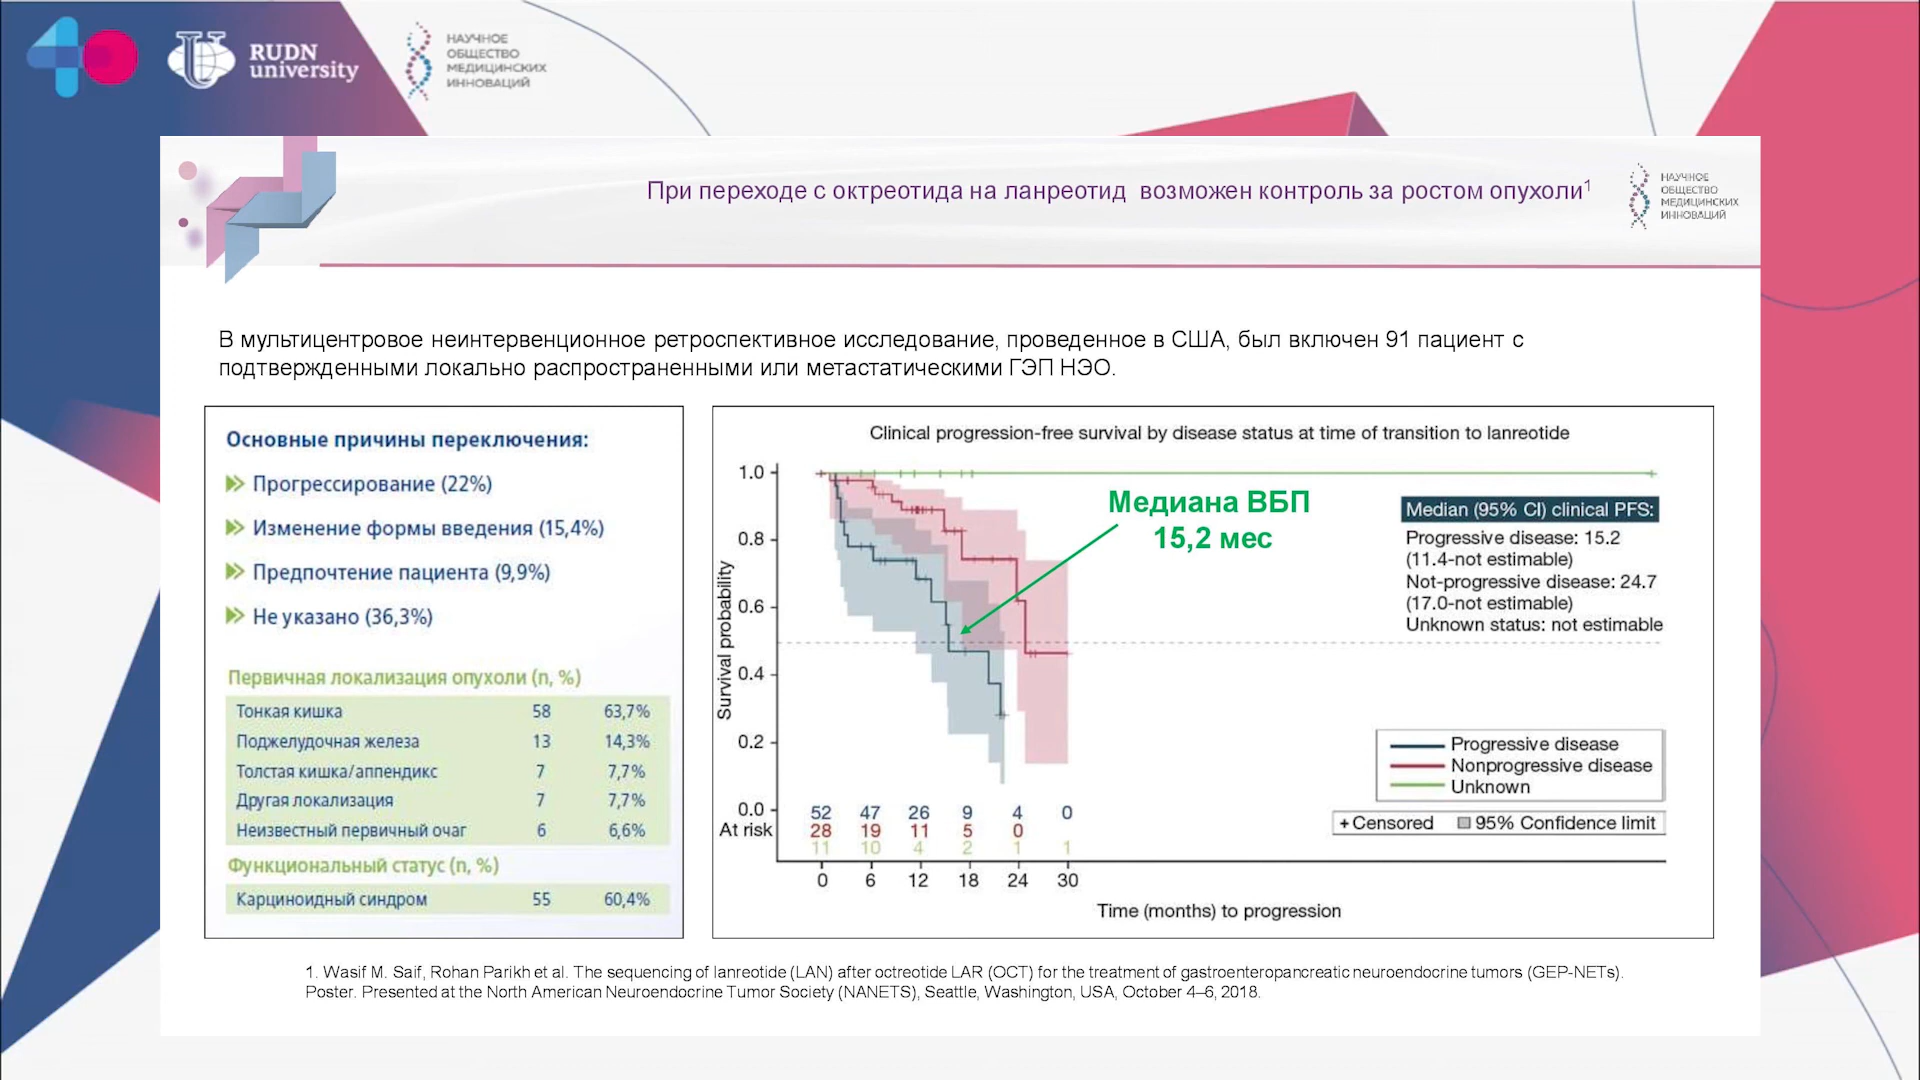 RUDN
university
НАУЧНОЕ
ОБЩЕСТВО
МЕДИЦИНСКИХ
ИННОВАЦИЙ
При переходе с октреотида на ланреотид возможен контроль за ростом опухоли1
НАУЧНОЕ
ОБЩЕСТВО
МЕДИЦИНСКИХ
ИННОВАЦИЙ
В мультицентровое неинтервенционное ретроспективное исследование, проведенное в США, был включен 91 пациент с
подтвержденными локально распространенными или метастатическими ГЭП НЭО.
Основные причины переключения:
Прогрессирование (22%)
Изменение формы введения (15,4%)
Предпочтение пациента (9,9%)
Не указано (36,3%)
Первичная локализация опухоли (n, %)
Тонкая кишка 58 63,7%
Поджелудочная железа 13 14,3%
Толстая кишка/аппендикс 7 7,7%
Другая локализация 7 7,7%
Неизвестный первичный очаг 6 6,6%
Функциональный статус (n, %)
Карциноидный синдром 55 60,4%
Clinical progression-free survival by disease status at time of transition to lanreotide
Survival probability
1.0
0.8
0.6
0.4
0.2
0.0
Медиана ВБП
15,2 мес
Median (95% CI) clinical PFS:
Progressive disease: 15.2
(11.4-not estimable)
Not-progressive disease: 24.7
(17.0-not estimable)
Unknown status: not estimable
Progressive disease
Nonprogressive disease
Unknown
+Censored 95% Confidence limit
52 47 26 9 4 0
At risk 28 19 11 5 0
11 10 4 2 1 1
0 6 12 18 24 30
Time (months) to progression
1. Wasif M. Saif, Rohan Parikh et al. The sequencing of lanreotide (LAN) after octreotide LAR (OCT) for the treatment of gastroenteropancreatic neuroendocrine tumors (GEP-NETs).
Poster. Presented at the North American Neuroendocrine Tumor Society (NANETS), Seattle, Washington, USA, October 4–6, 2018.